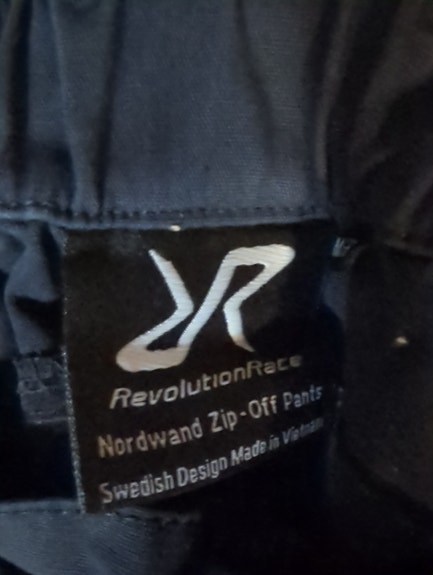 RevolutionRace
Nordwand Zip-Off Pants
Swedish Design Made in Vietnam